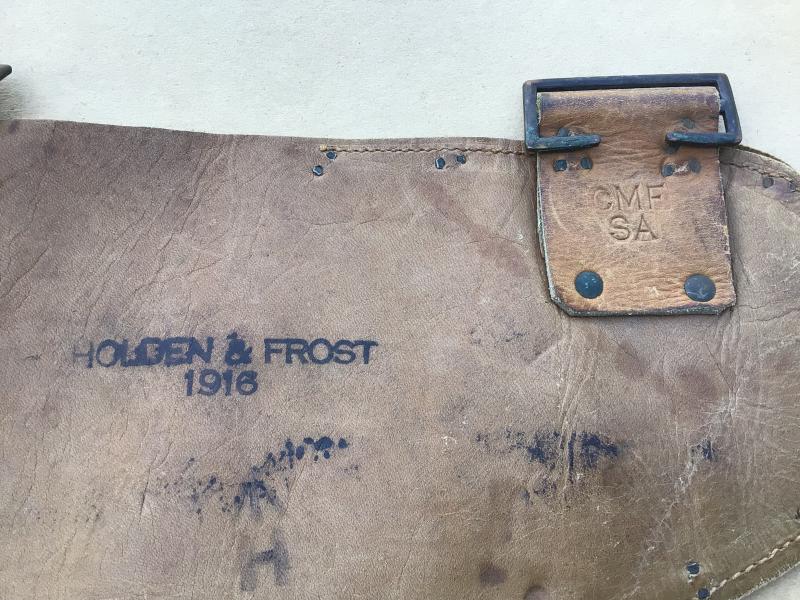 CMF
SA
HOLDEN & FROST
1916
H